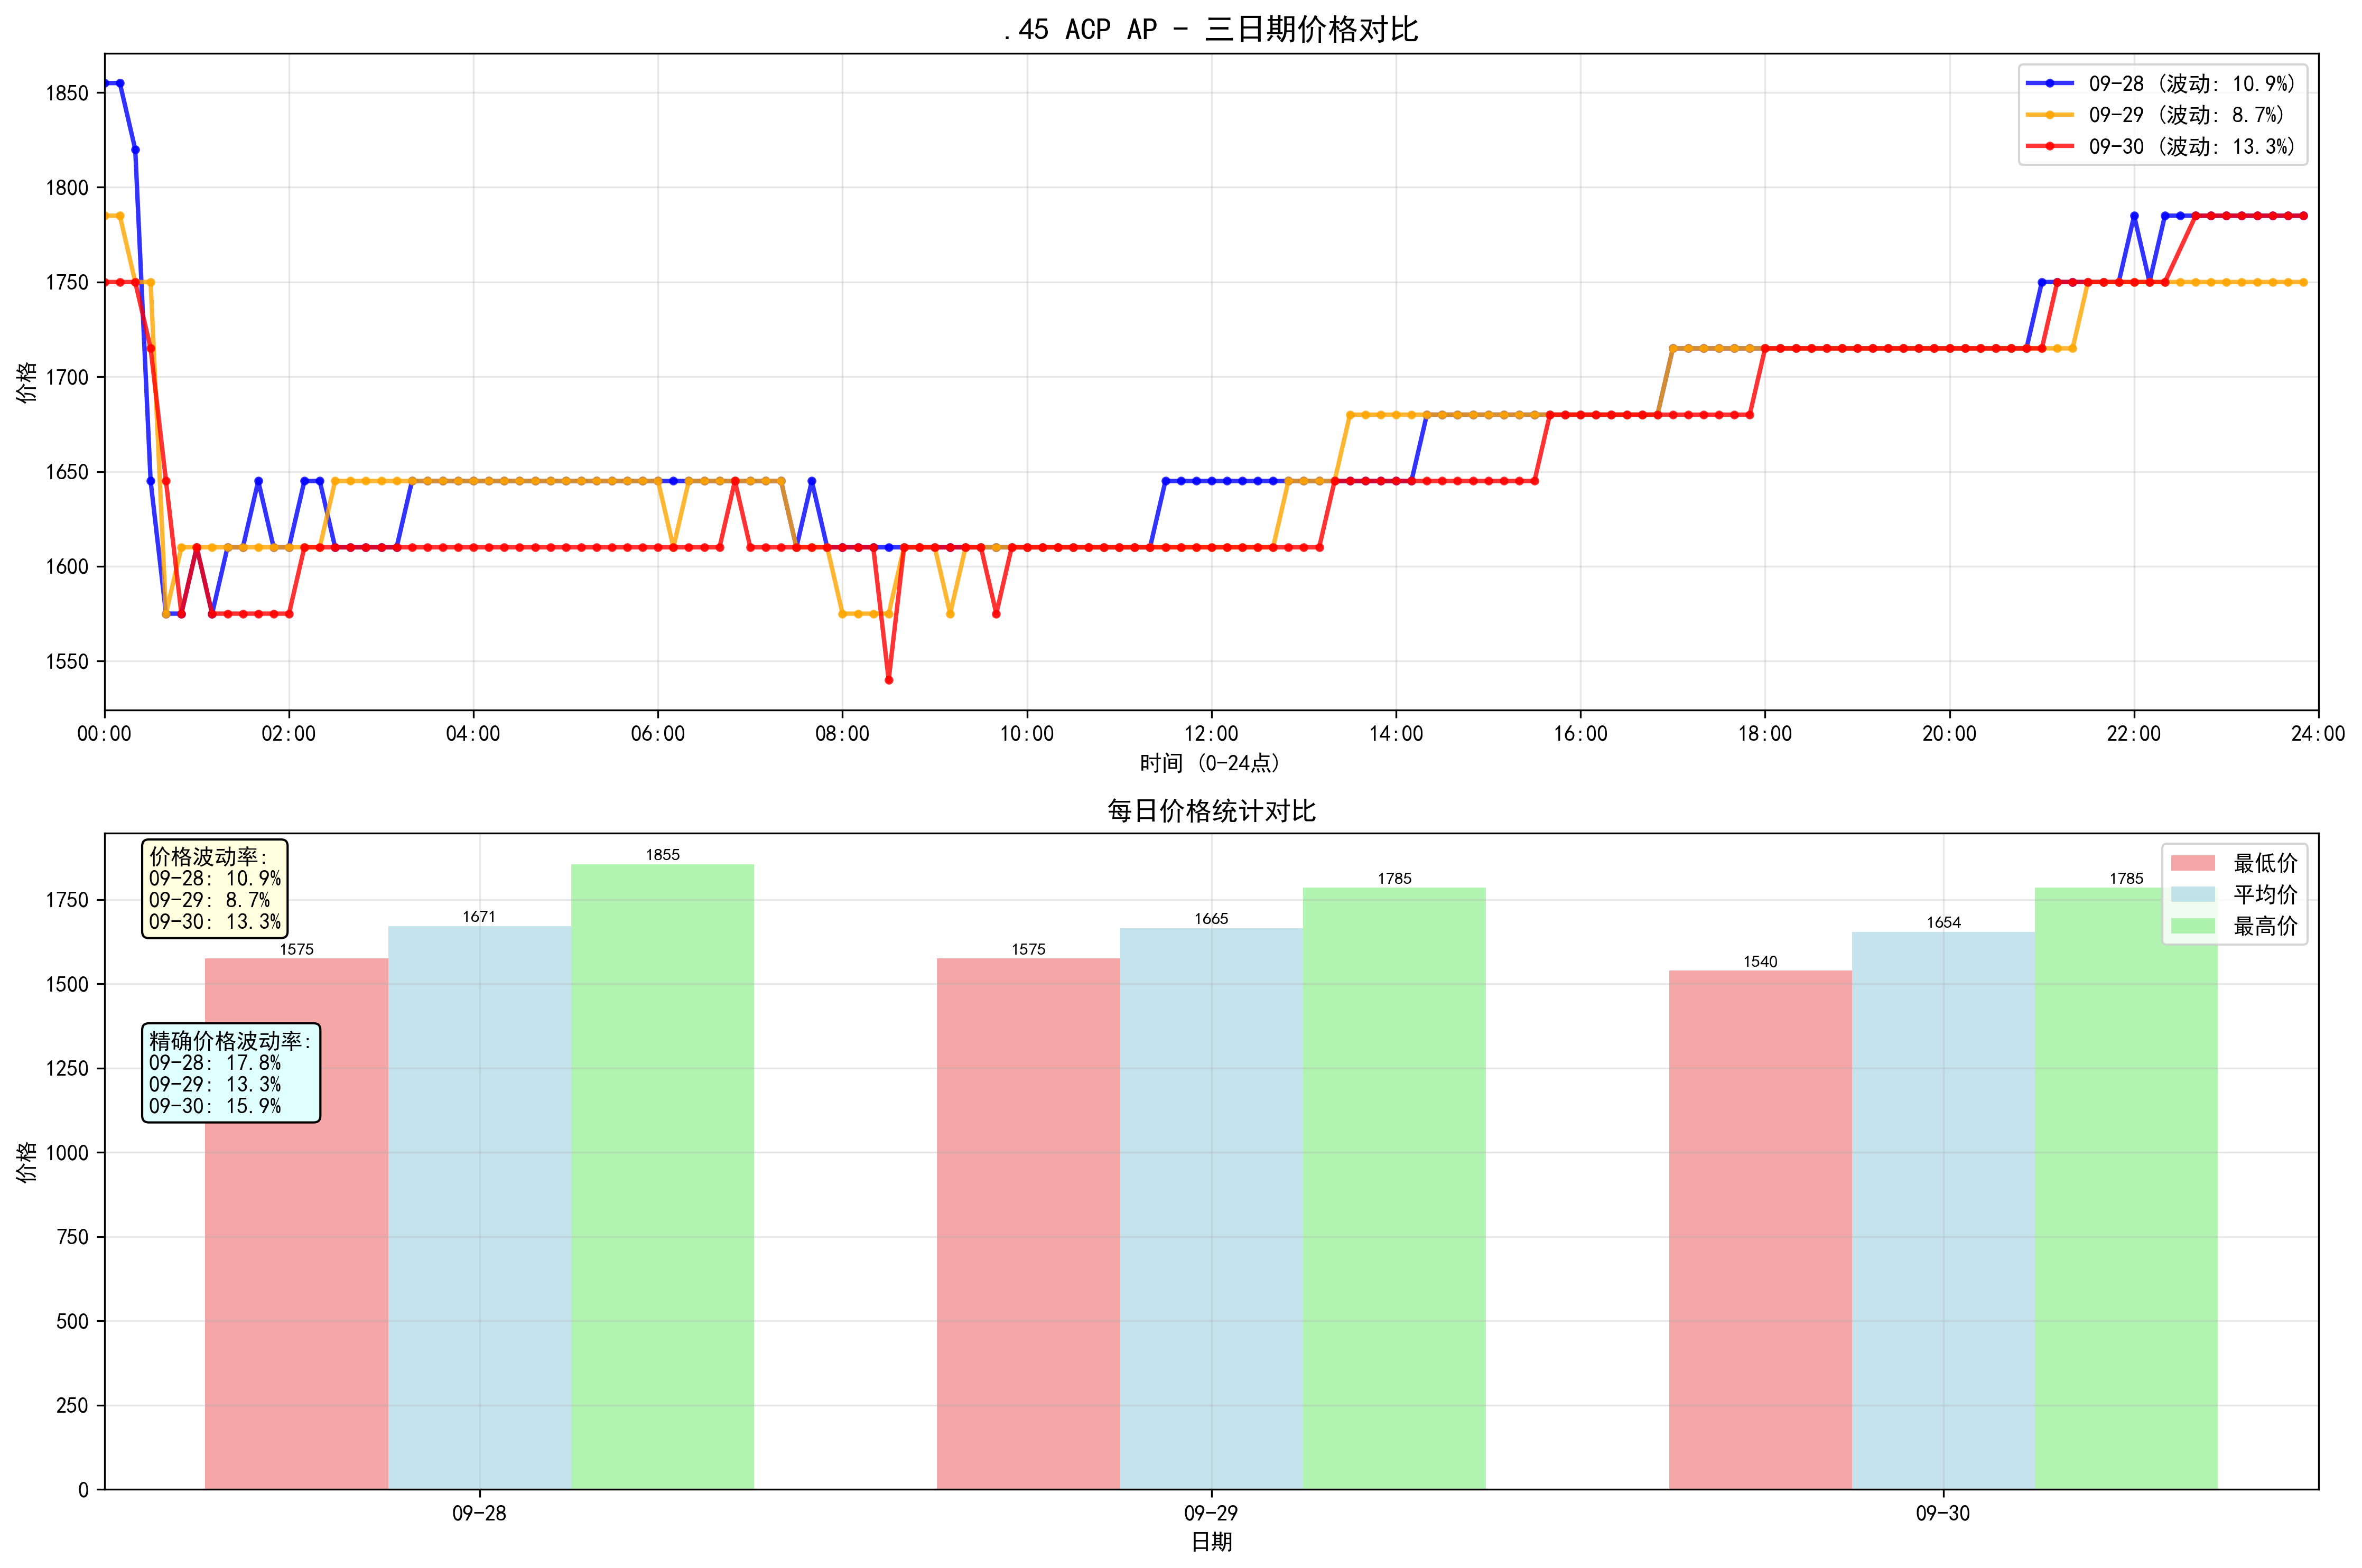 .45 ACP AP - 三日期价格对比
09-28 (波动: 10.9%)
09-29 (波动: 8.7%)
09-30 (波动: 13.3%)
价格
1850
1800
1750
1700
1650
1600
1550
00:00 02:00 04:00 06:00 08:00 10:00 12:00 14:00 16:00 18:00 20:00 22:00 24:00
时间 (0-24点)
每日价格统计对比
价格波动率:
09-28: 10.9%
09-29: 8.7%
09-30: 13.3%
精确价格波动率:
09-28: 17.8%
09-29: 13.3%
09-30: 15.9%
最低价
平均价
最高价
1575 1671 1855 1575 1665 1785 1540 1654 1785
价格
1750
1500
1250
1000
750
500
250
0
09-28 09-29 09-30
日期